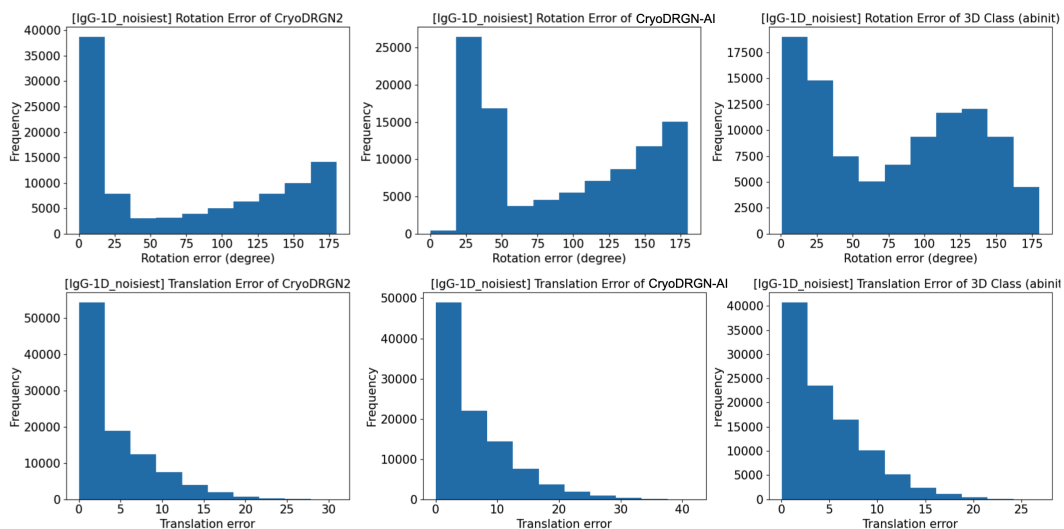 [IgG-1D_noisiest] Rotation Error of CryoDRGN2
40000
35000
30000
25000
20000
15000
10000
5000
0
Frequency
0 25 50 75 100 125 150 175
Rotation error (degree)
[IgG-1D_noisiest] Rotation Error of CryoDRGN-AI
25000
20000
15000
10000
5000
0
Frequency
0 25 50 75 100 125 150 175
Rotation error (degree)
[IgG-1D_noisiest] Rotation Error of 3D Class (abinit)
17500
15000
12500
10000
7500
5000
2500
0
Frequency
0 25 50 75 100 125 150 175
Rotation error (degree)
[IgG-1D_noisiest] Translation Error of CryoDRGN2
50000
40000
30000
20000
10000
0
Frequency
0 5 10 15 20 25 30
Translation error
[IgG-1D_noisiest] Translation Error of CryoDRGN-AI
50000
40000
30000
20000
10000
0
Frequency
0 10 20 30 40
Translation error
[IgG-1D_noisiest] Translation Error of 3D Class (abinit
40000
35000
30000
25000
20000
15000
10000
5000
0
Frequency
0 5 10 15 20 25
Translation error